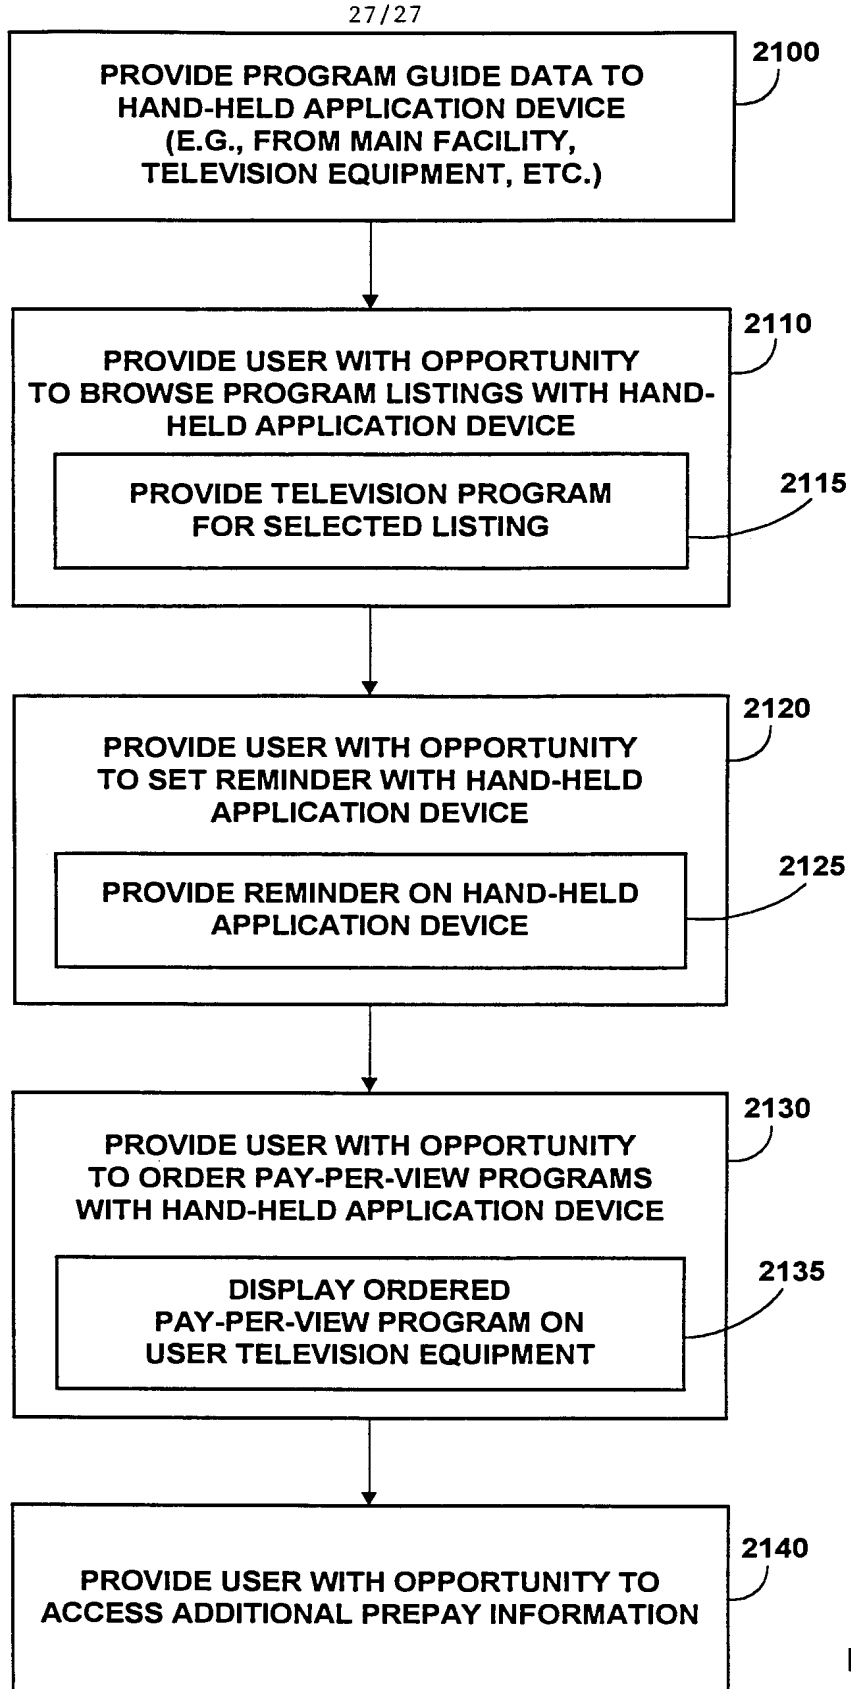 27/27
PROVIDE PROGRAM GUIDE DATA TO
HAND-HELD APPLICATION DEVICE
(E.G., FROM MAIN FACILITY,
TELEVISION EQUIPMENT, ETC.)
2100
PROVIDE USER WITH OPPORTUNITY
TO BROWSE PROGRAM LISTINGS WITH HAND-
HELD APPLICATION DEVICE
2110
PROVIDE TELEVISION PROGRAM
FOR SELECTED LISTING
2115
PROVIDE USER WITH OPPORTUNITY
TO SET REMINDER WITH HAND-HELD
APPLICATION DEVICE
2120
PROVIDE REMINDER ON HAND-HELD
APPLICATION DEVICE
2125
PROVIDE USER WITH OPPORTUNITY
TO ORDER PAY-PER-VIEW PROGRAMS
WITH HAND-HELD APPLICATION DEVICE
2130
DISPLAY ORDERED
PAY-PER-VIEW PROGRAM ON
USER TELEVISION EQUIPMENT
2135
PROVIDE USER WITH OPPORTUNITY TO
ACCESS ADDITIONAL PREPAY INFORMATION
2140